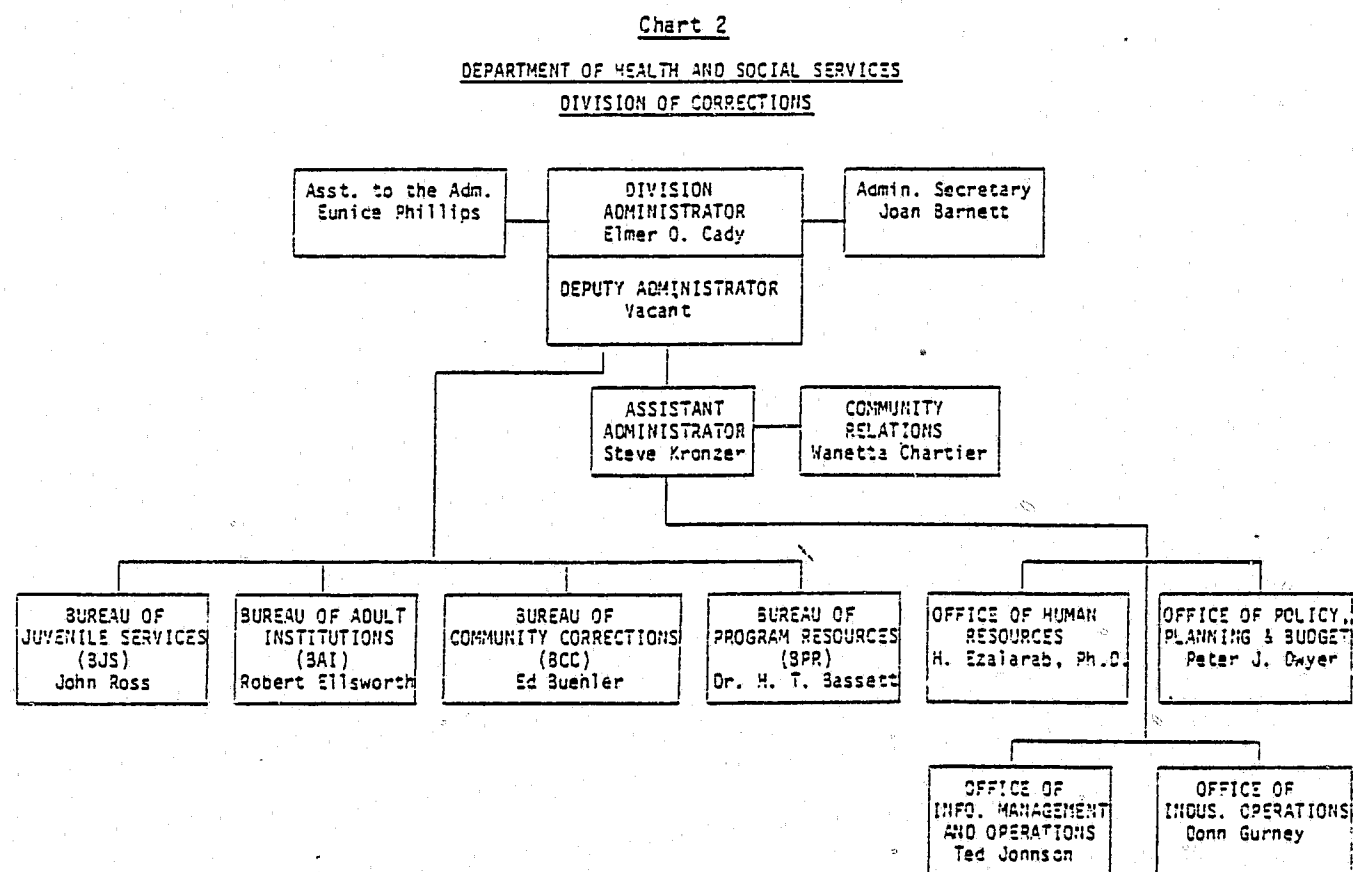 Chart 2
DEPARTMENT OF HEALTH AND SOCIAL SERVICES
DIVISION OF CORRECTIONS
Asst. to the Adm.
Eunice Phillips
DIVISION
ADMINISTRATOR
Elmer O. Cady
Admin. Secretary
Joan Barnett
DEPUTY ADMINISTRATOR
Vacant
ASSISTANT
ADMINISTRATOR
Steve Kronzer
COMMUNITY
RELATIONS
Wanetta Chartier
BUREAU OF
JUVENILE SERVICES
(BJS)
John Ross
BUREAU OF ADULT
INSTITUTIONS
(BAI)
Robert Ellsworth
BUREAU OF
COMMUNITY CORRECTIONS
(BCC)
Ed Buehler
BUREAU OF
PROGRAM RESOURCES
(BPR)
Dr. H. T. Bassett
OFFICE OF HUMAN
RESOURCES
H. Ezalarab, Ph.D.
OFFICE OF POLICY,
PLANNING & BUDGET
Peter J. Dwyer
OFFICE OF
INFO. MANAGEMENT
AND OPERATIONS
Ted Johnson
OFFICE OF
INDUS. OPERATIONS
Donn Gurney